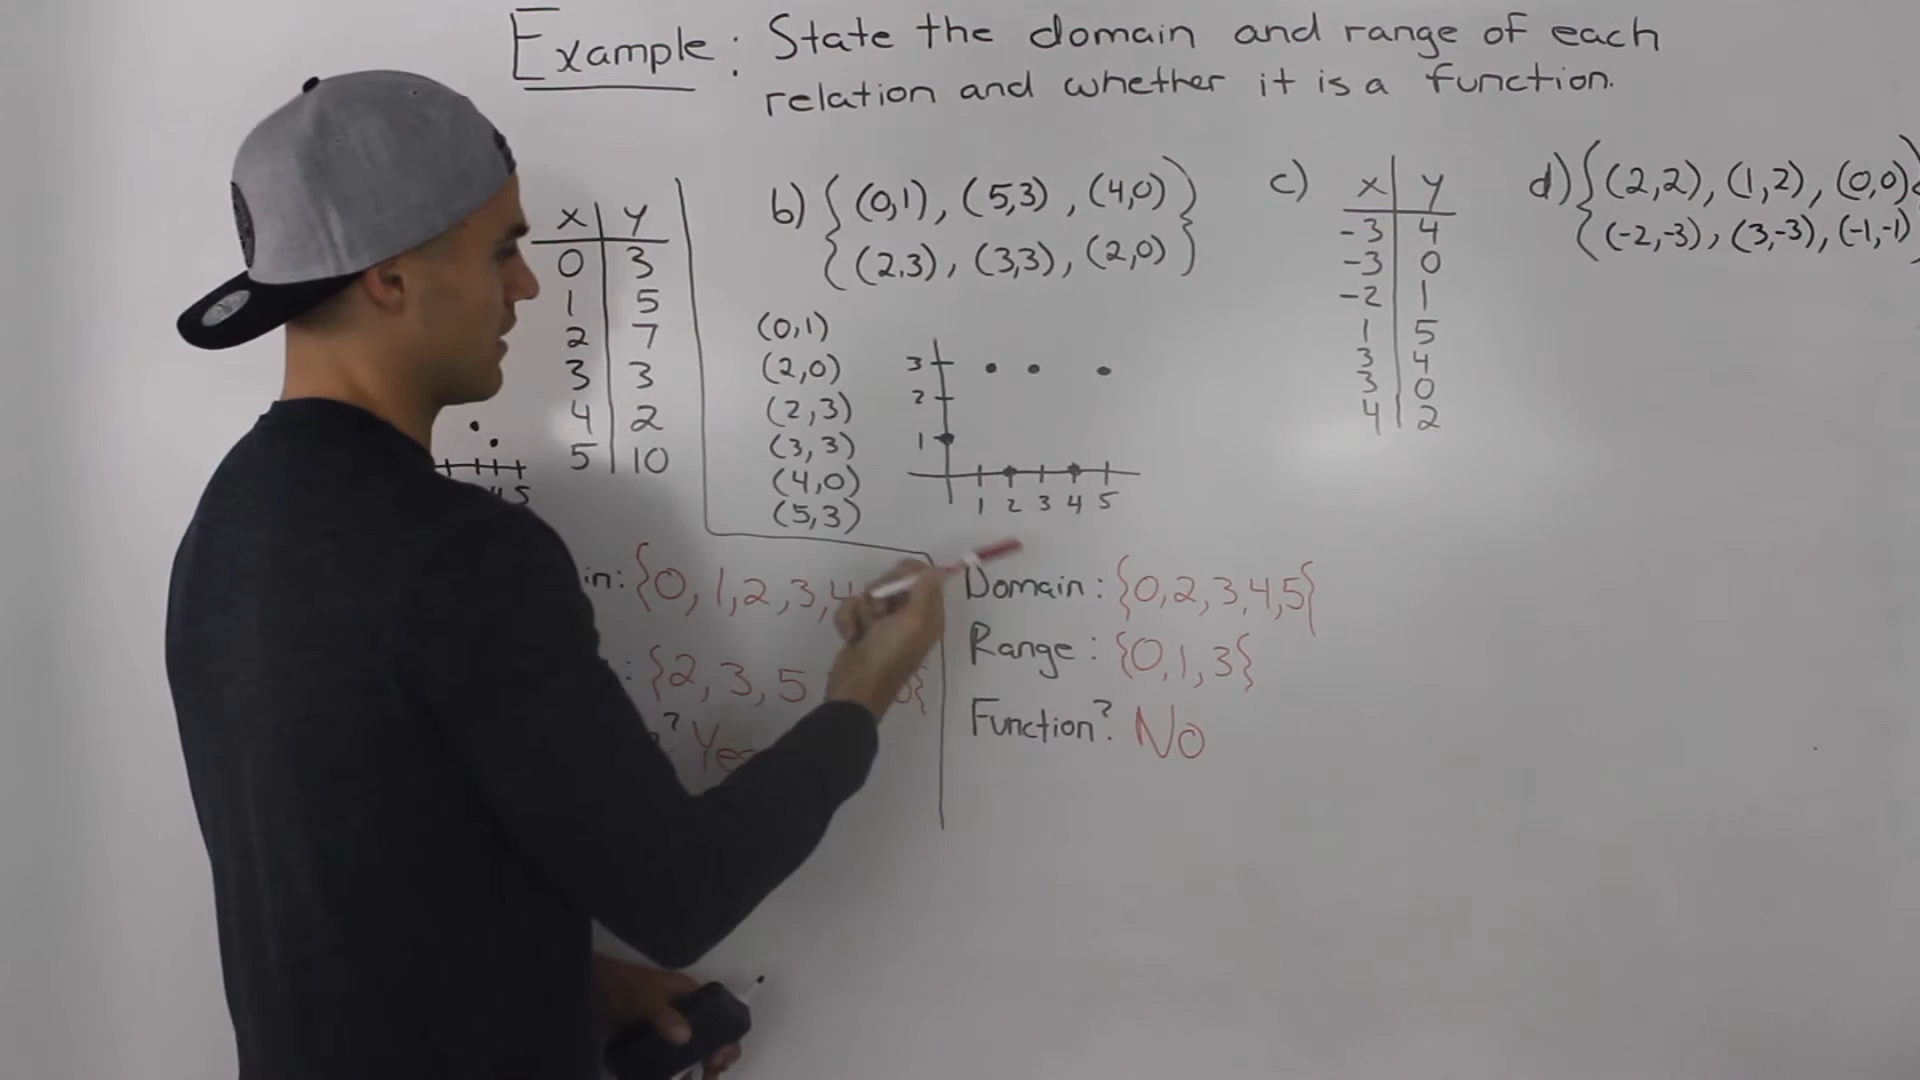 Example: State the domain and range of each
relation and whether it is a function.
x y
0 3
1 5
2 7
3 3
4 2
5 10
in: {0, 1, 2, 3, 4
: {2, 3, 5
? Yes
b) {(0,1), (5,3), (4,0)
(2,3), (3,3), (2,0)}
(0,1)
(2,0)
(2,3)
(3,3)
(4,0)
(5,3)
3
2
1
1 2 3 4 5
Domain: {0,2,3,4,5}
Range: {0,1,3}
Function? No
c) x y
-3 4
-3 0
-2 1
1 5
3 4
3 0
4 2
d) {(2,2), (1,2), (0,0)
(-2,-3), (3,-3), (-1,-1)